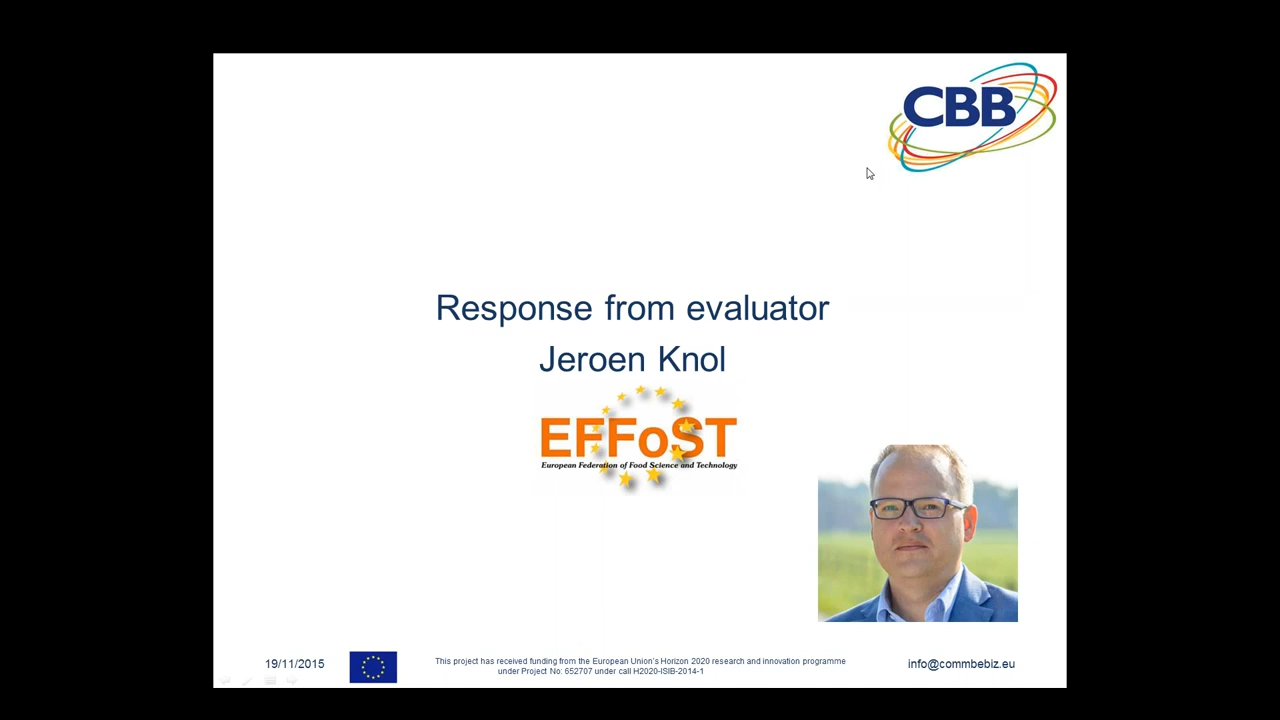 CBB
Response from evaluator
Jeroen Knol
EFFoST
European Federation of Food Science and Technology
19/11/2015
This project has received funding from the European Union's Horizon 2020 research and innovation programme
under Project No: 652707 under call H2020-ISIB-2014-1
info@commbebiz.eu